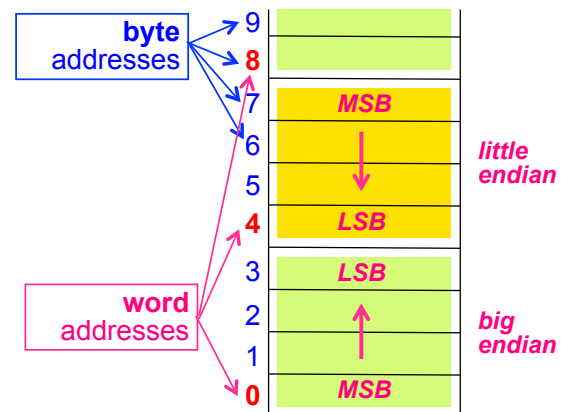 byte
addresses
9
8
7
6
5
4
3
2
1
0
MSB
LSB
little
endian
LSB
MSB
big
endian
word
addresses